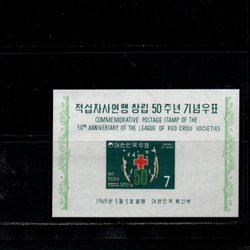 적십자사연맹 창립 50주년 기념우표
COMMEMORATIVE POSTAGE STAMP OF THE
50TH ANNIVERSARY OF THE LEAGUE OF RED CROSS SOCIETIES
대한민국우표
50
7
1969년 5월 5일 발행 대한민국 체신부